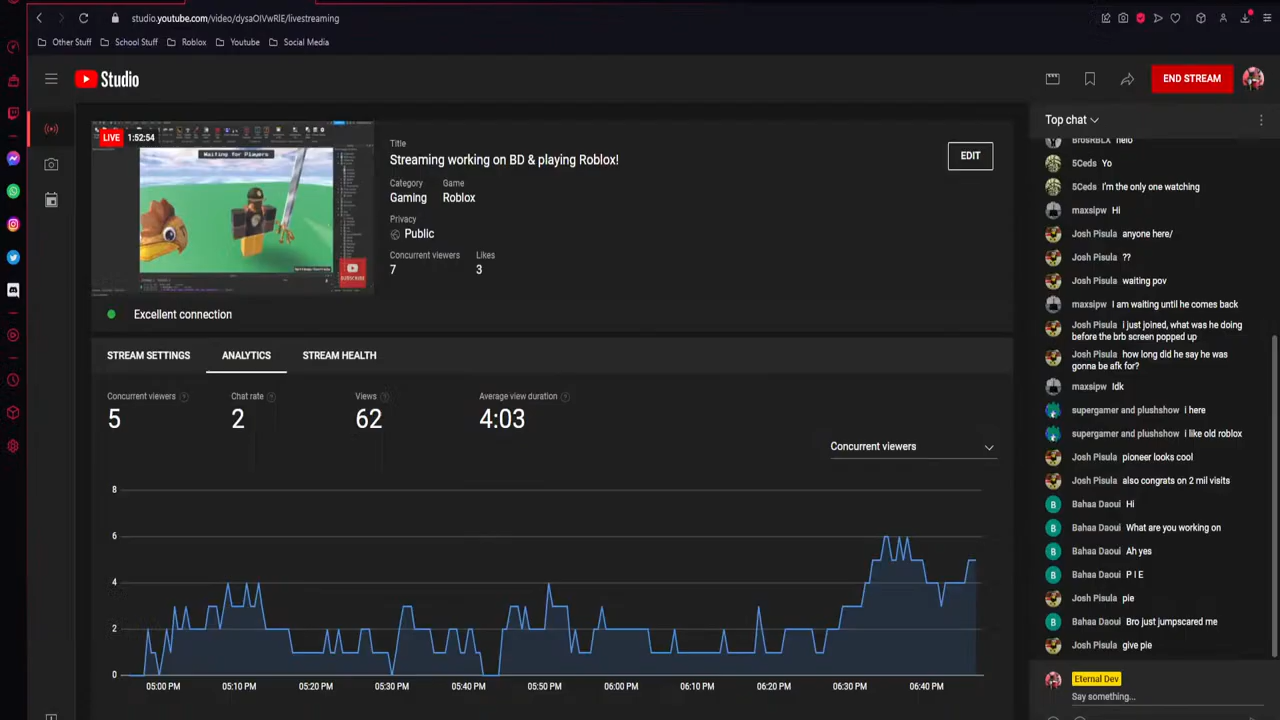 studio.youtube.com/video/dysaOIVwRlE/livestreaming
Other Stuff School Stuff Roblox Youtube Social Media
Studio
END STREAM
LIVE 1:52:54
Waiting for Players
SUBSCRIBE
Title
Streaming working on BD & playing Roblox!
EDIT
Category Game
Gaming Roblox
Privacy
Public
Concurrent viewers Likes
7 3
Excellent connection
STREAM SETTINGS ANALYTICS STREAM HEALTH
Concurrent viewers Chat rate Views Average view duration
5 2 62 4:03
Concurrent viewers
8
6
4
2
0
05:00 PM 05:10 PM 05:20 PM 05:30 PM 05:40 PM 05:50 PM 06:00 PM 06:10 PM 06:20 PM 06:30 PM 06:40 PM
Top chat
5Ceds Yo
5Ceds I'm the only one watching
maxsipw Hi
Josh Pisula anyone here/
Josh Pisula ??
Josh Pisula waiting pov
maxsipw I am waiting until he comes back
Josh Pisula i just joined, what was he doing
before the brb screen popped up
Josh Pisula how long did he say he was
gonna be afk for?
maxsipw Idk
supergamer and plushshow i here
supergamer and plushshow i like old roblox
Josh Pisula pioneer looks cool
Josh Pisula also congrats on 2 mil visits
Bahaa Daoui Hi
Bahaa Daoui What are you working on
Bahaa Daoui Ah yes
Bahaa Daoui P I E
Josh Pisula pie
Bahaa Daoui Bro just jumpscared me
Josh Pisula give pie
Eternal Dev
Say something...